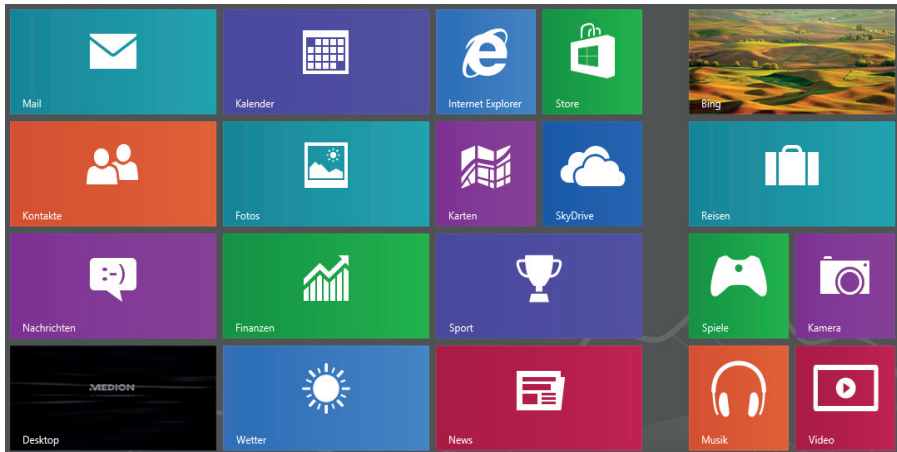 Mail
Kalender
Internet Explorer
Store
Bing
Kontakte
Fotos
Karten
SkyDrive
Reisen
:-)
Nachrichten
Finanzen
Sport
Spiele
Kamera
MEDION
Desktop
Wetter
News
Musik
Video